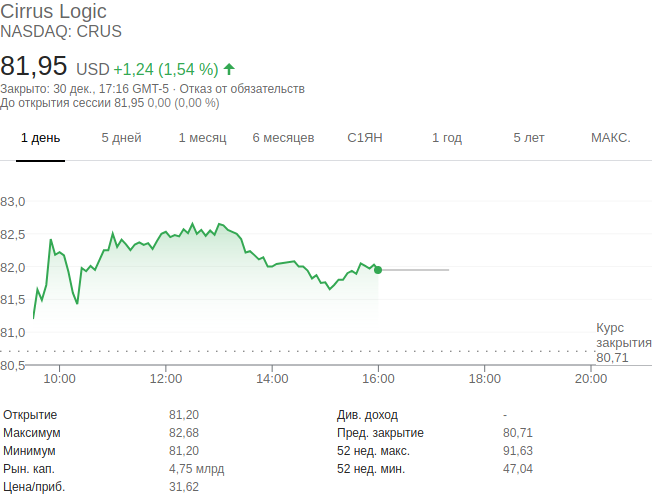 Cirrus Logic
NASDAQ: CRUS
81,95 USD +1,24 (1,54 %)
Закрыто: 30 дек., 17:16 GMT-5 · Отказ от обязательств
До открытия сессии 81,95 0,00 (0,00 %)
1 день 5 дней 1 месяц 6 месяцев С1ЯН 1 год 5 лет МАКС.
83,0
82,5
82,0
81,5
81,0
80,5
Курс
закрытия
80,71
10:00 12:00 14:00 16:00 18:00 20:00
Открытие 81,20 Див. доход -
Максимум 82,68 Пред. закрытие 80,71
Минимум 81,20 52 нед. макс. 91,63
Рын. кап. 4,75 млрд 52 нед. мин. 47,04
Цена/приб. 31,62